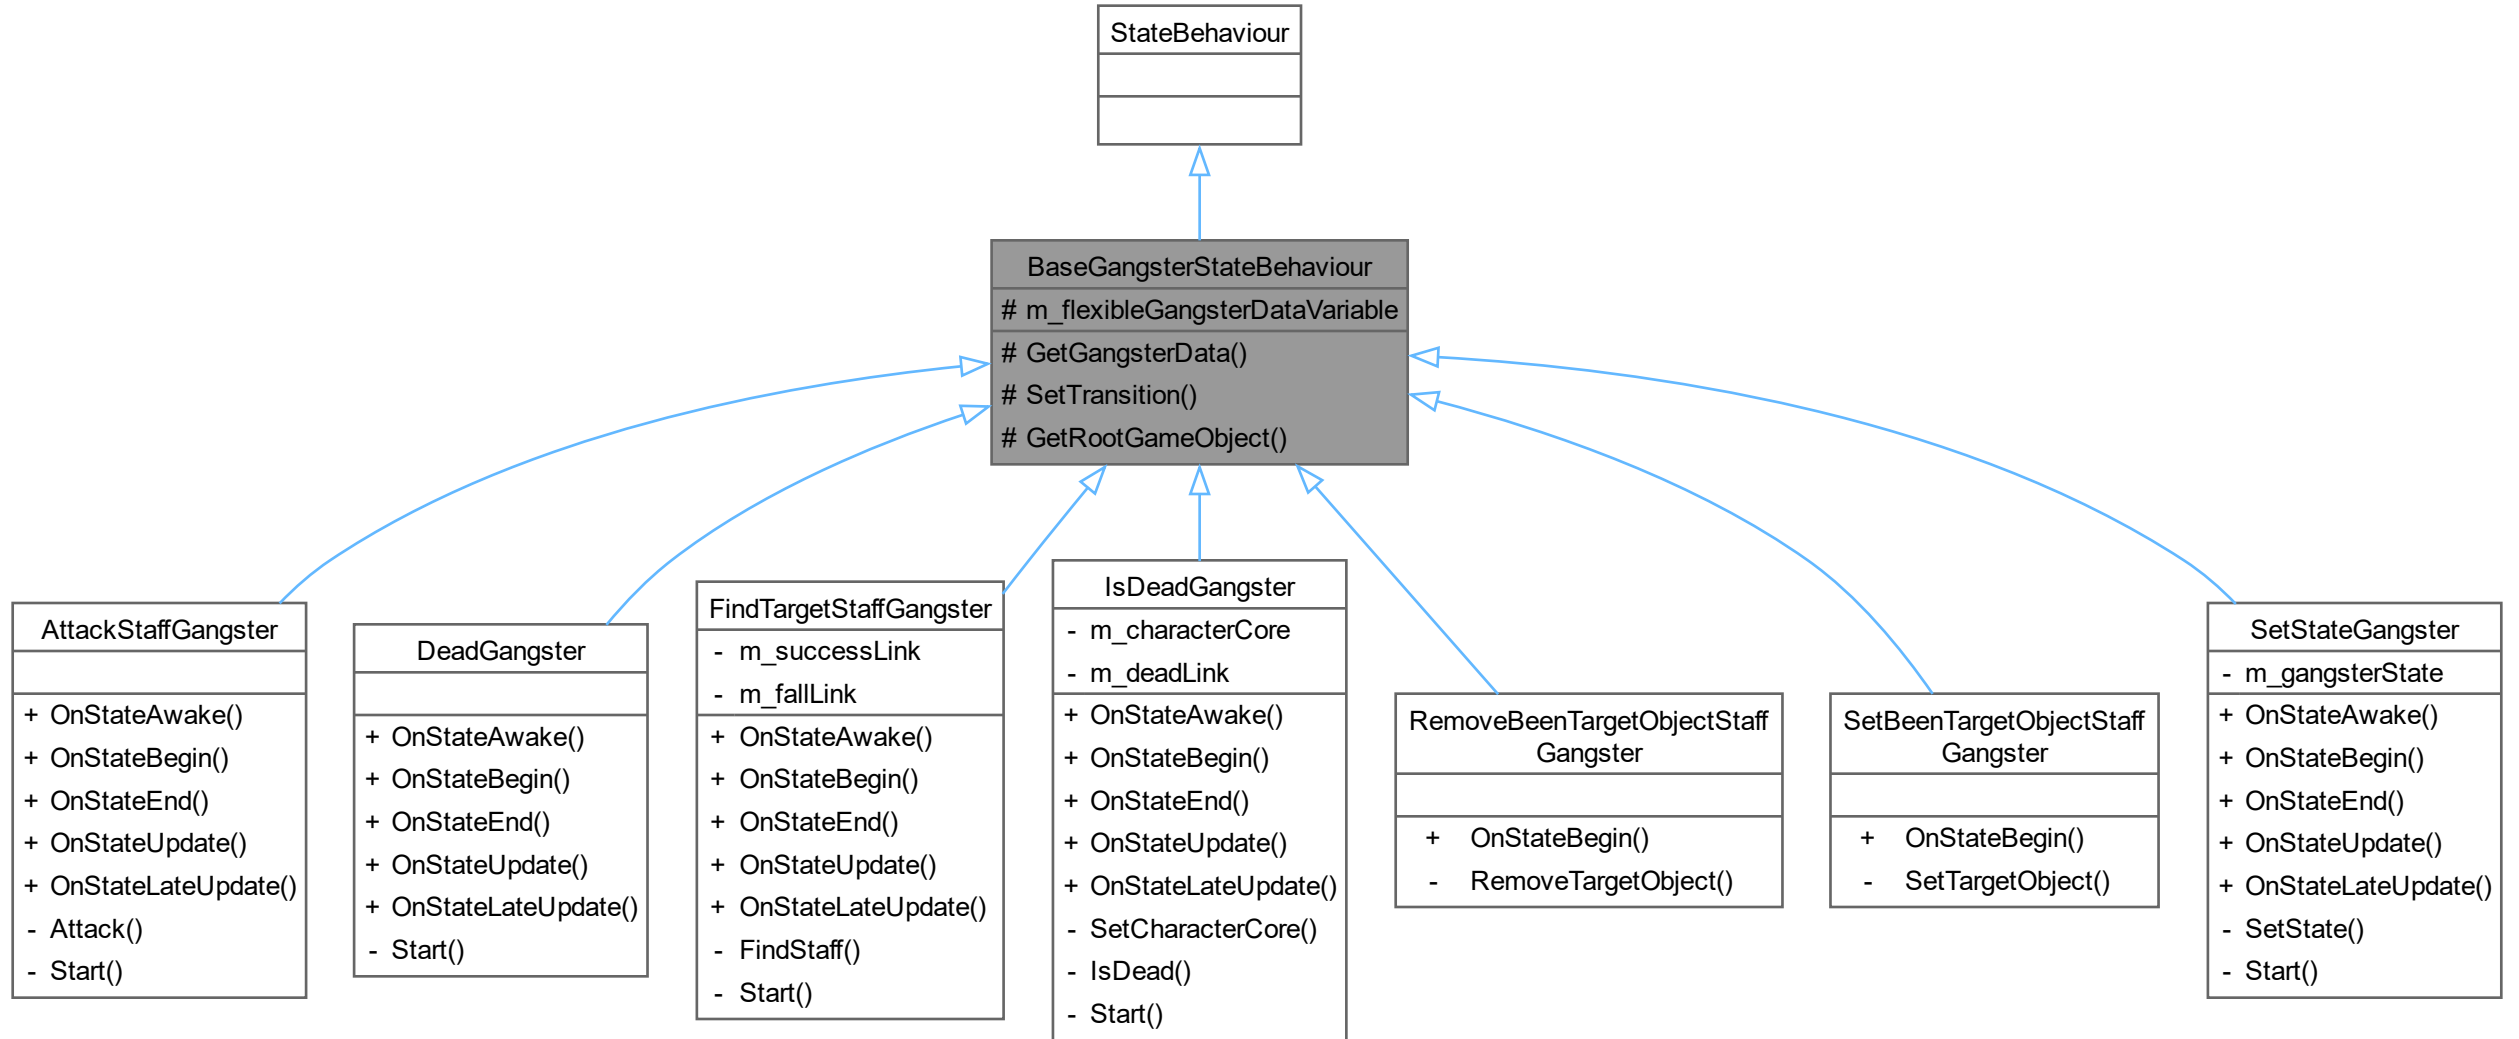 StateBehaviour
BaseGangsterStateBehaviour
# m_flexibleGangsterDataVariable
# GetGangsterData()
# SetTransition()
# GetRootGameObject()
AttackStaffGangster
+ OnStateAwake()
+ OnStateBegin()
+ OnStateEnd()
+ OnStateUpdate()
+ OnStateLateUpdate()
- Attack()
- Start()
DeadGangster
+ OnStateAwake()
+ OnStateBegin()
+ OnStateEnd()
+ OnStateUpdate()
+ OnStateLateUpdate()
- Start()
FindTargetStaffGangster
- m_successLink
- m_fallLink
+ OnStateAwake()
+ OnStateBegin()
+ OnStateEnd()
+ OnStateUpdate()
+ OnStateLateUpdate()
- FindStaff()
- Start()
IsDeadGangster
- m_characterCore
- m_deadLink
+ OnStateAwake()
+ OnStateBegin()
+ OnStateEnd()
+ OnStateUpdate()
+ OnStateLateUpdate()
- SetCharacterCore()
- IsDead()
- Start()
RemoveBeenTargetObjectStaff
Gangster
+ OnStateBegin()
- RemoveTargetObject()
SetBeenTargetObjectStaff
Gangster
+ OnStateBegin()
- SetTargetObject()
SetStateGangster
- m_gangsterState
+ OnStateAwake()
+ OnStateBegin()
+ OnStateEnd()
+ OnStateUpdate()
+ OnStateLateUpdate()
- SetState()
- Start()